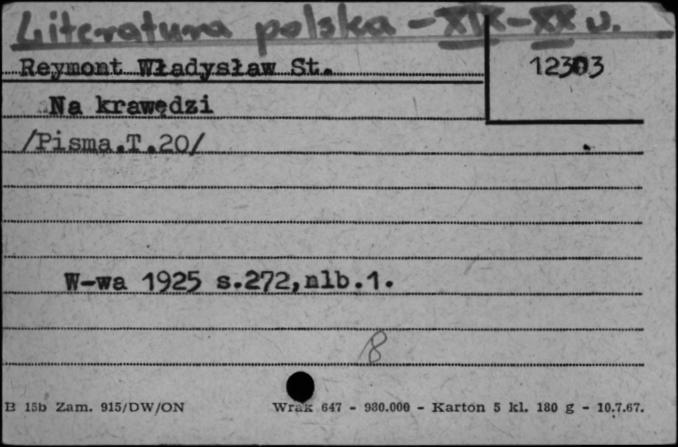 Literatura polska - XIX-XX w.
Reymont Władysław St.
12303
Na krawędzi
/Pisma.T.20/
W-wa 1925 s.272,nlb.1.
8
B 15b Zam. 915/DW/ON Wrak 647 - 980.000 - Karton 5 kl. 180 g - 10.7.67.